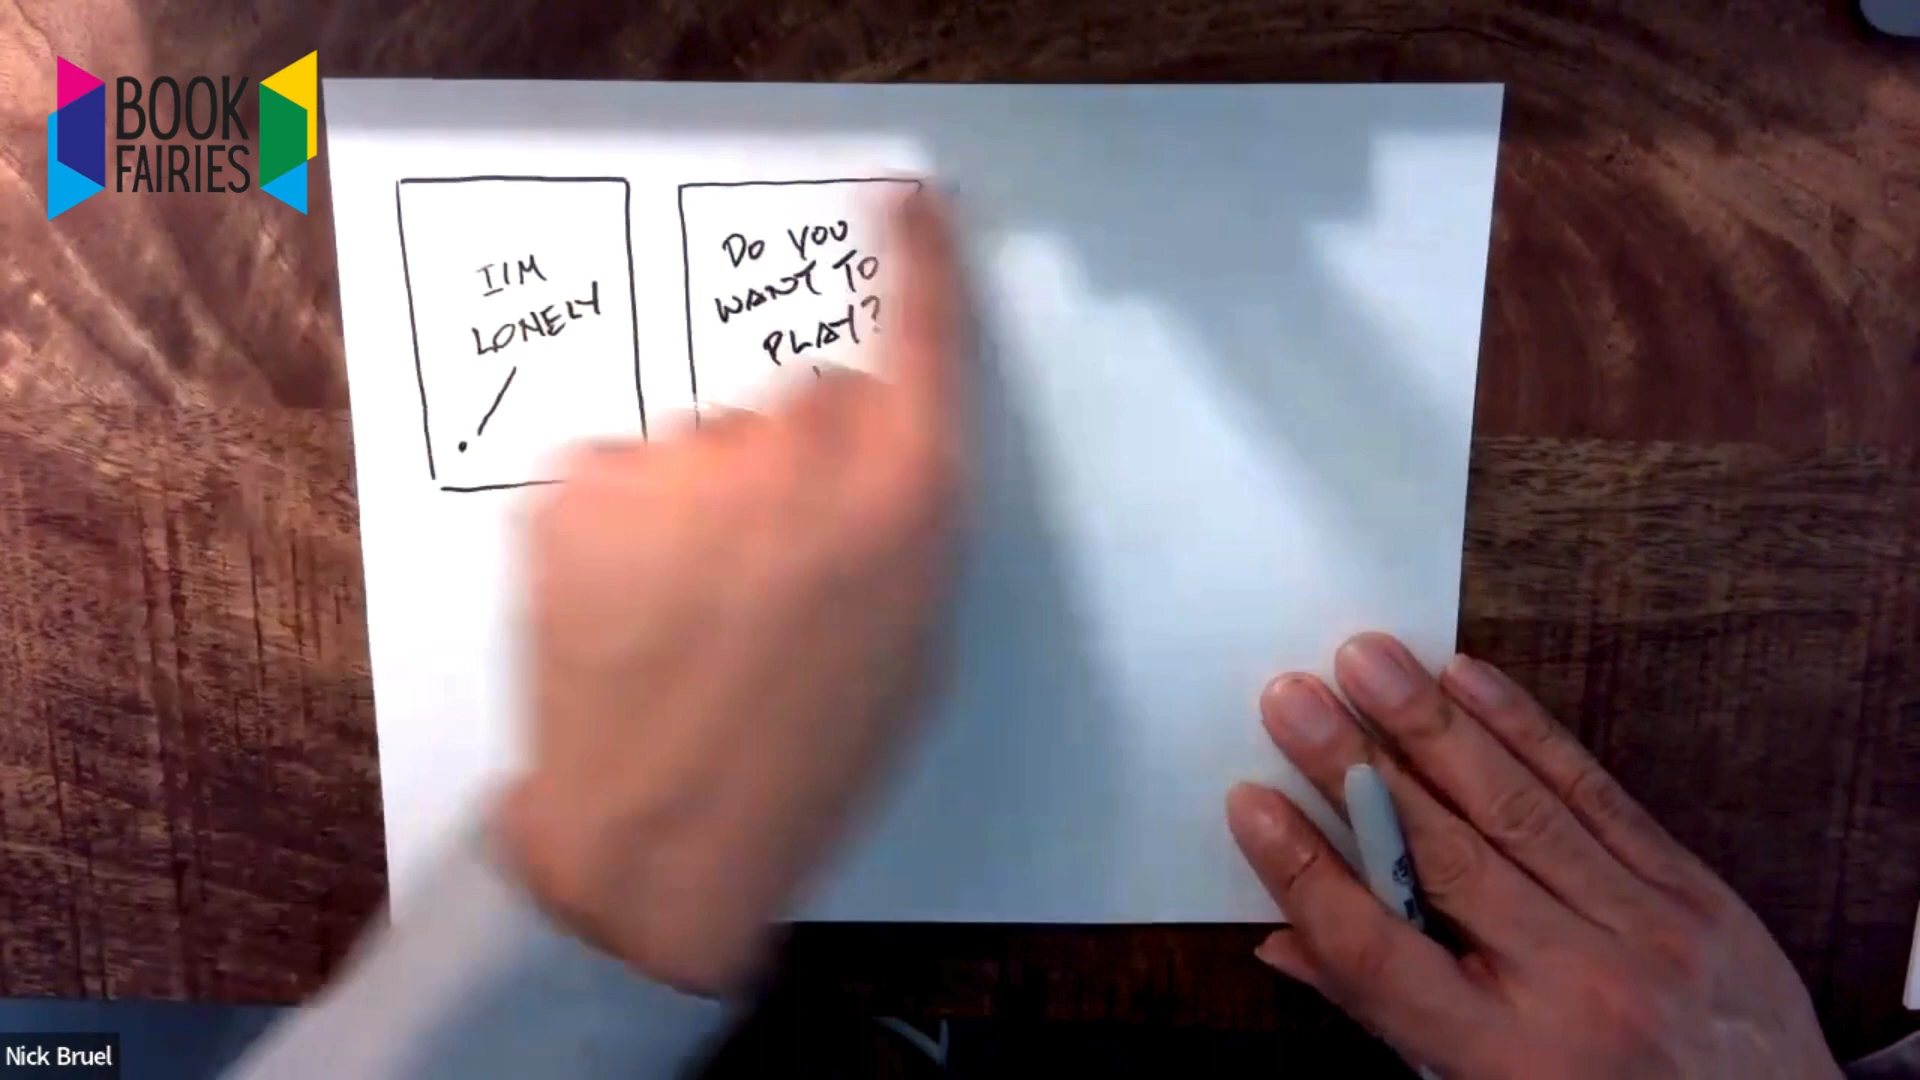 BOOK
FAIRIES
I'M
LONELY
DO YOU
WANT TO
PLAY?
Nick Bruel